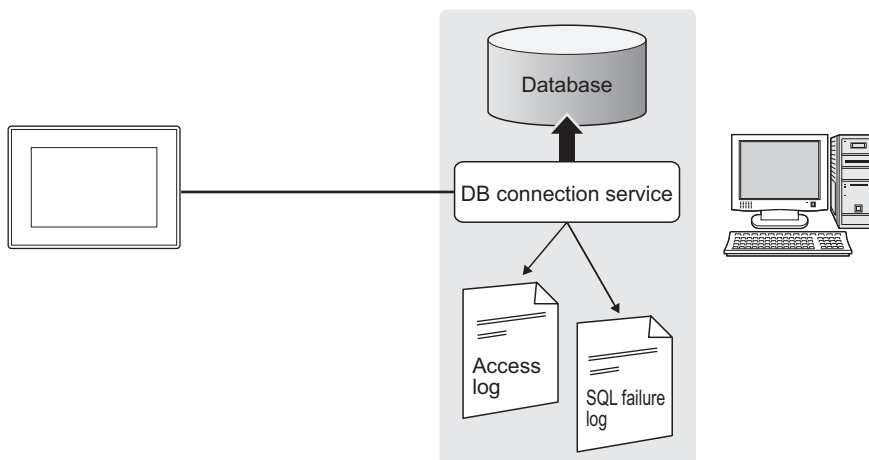 Database
DB connection service
Access
log
SQL failure
log